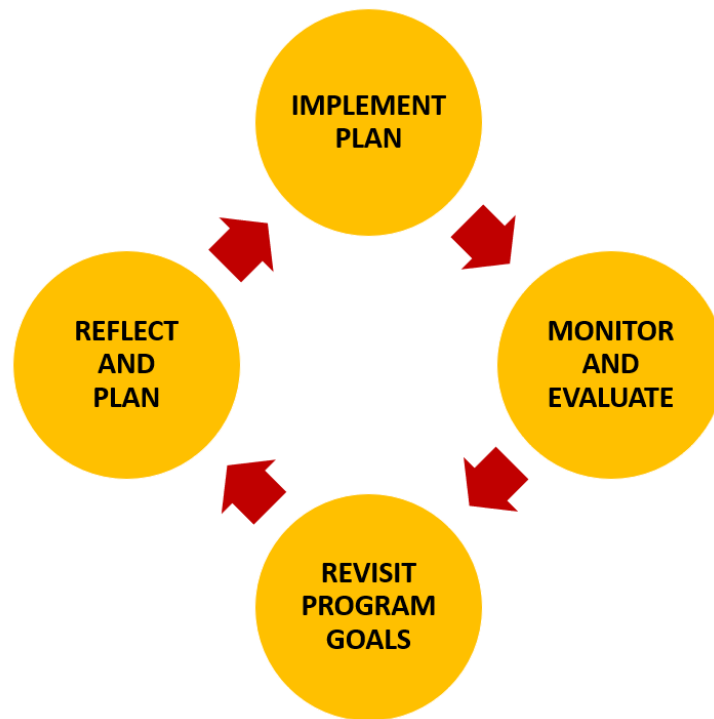 IMPLEMENT
PLAN
MONITOR
AND
EVALUATE
REVISIT
PROGRAM
GOALS
REFLECT
AND
PLAN